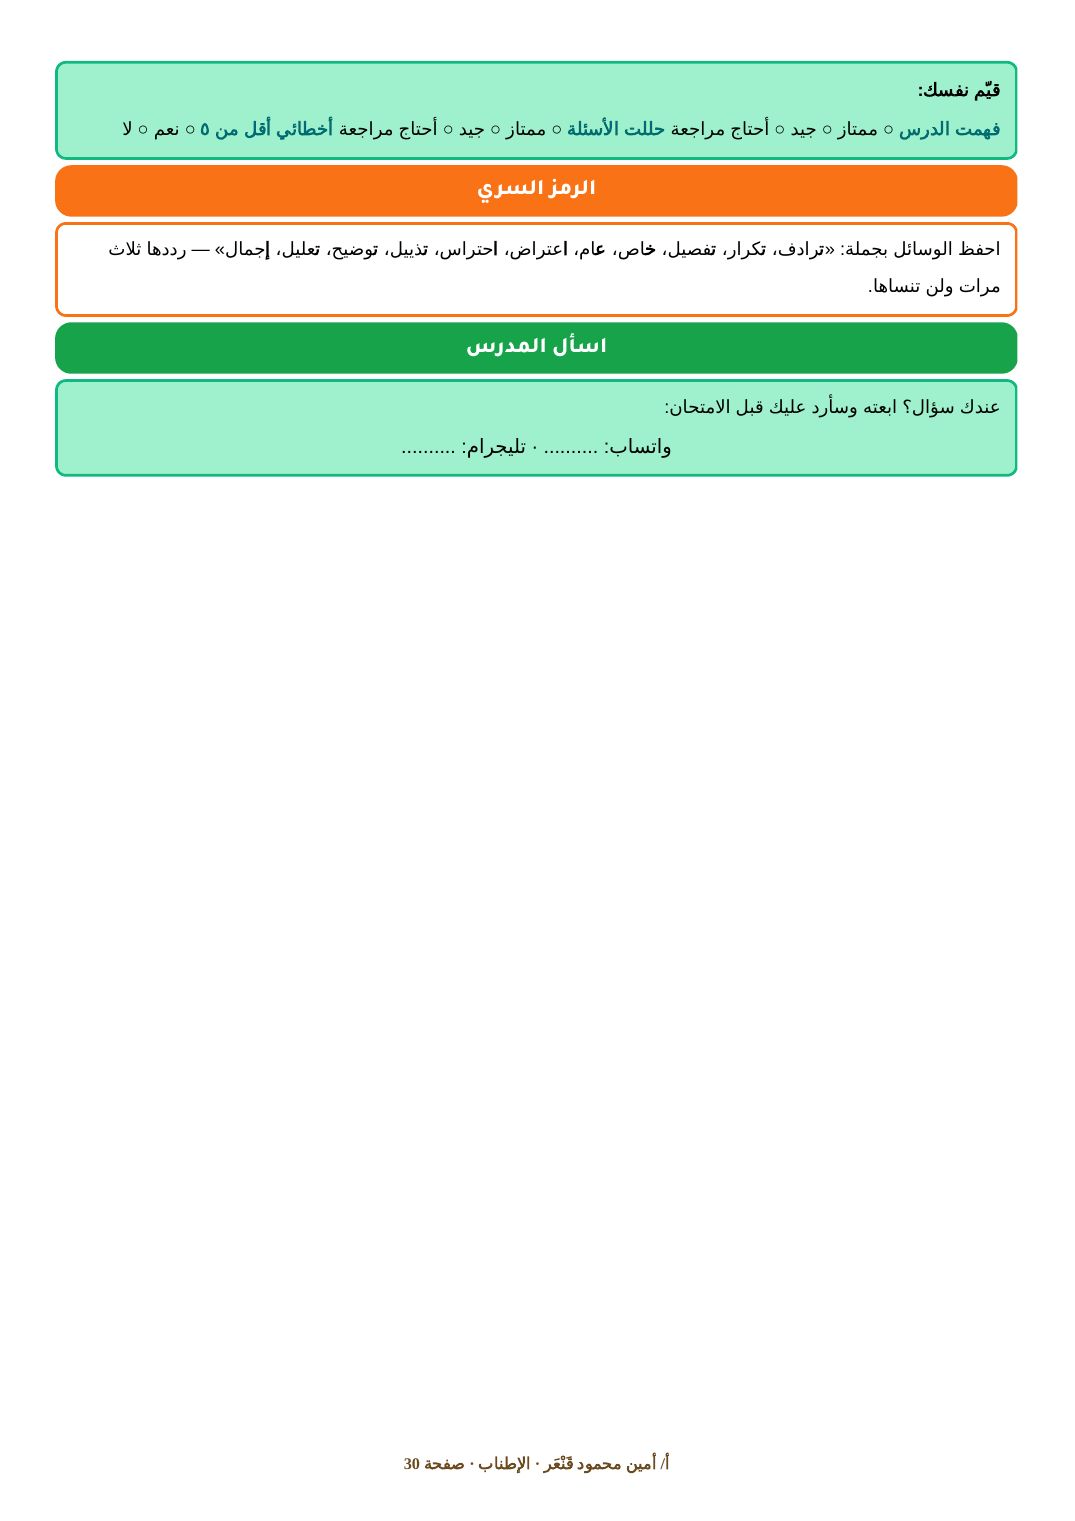 قيّم نفسك:
فهمت الدرس ○ ممتاز ○ جيد ○ أحتاج مراجعة حللت الأسئلة ○ ممتاز ○ جيد ○ أحتاج مراجعة أخطائي أقل من ٥ ○ نعم ○ لا
الرمز السري
احفظ الوسائل بجملة: «ترادف، تكرار، تفصيل، خاص، عام، اعتراض، احتراس، تذييل، توضيح، تعليل، إجمال» — رددها ثلاث
مرات ولن تنساها.
اسأل المدرس
عندك سؤال؟ ابعته وسأرد عليك قبل الامتحان:
واتساب: .......... · تليجرام: ..........
أ/ أمين محمود قَنْعَر · الإطناب · صفحة 30